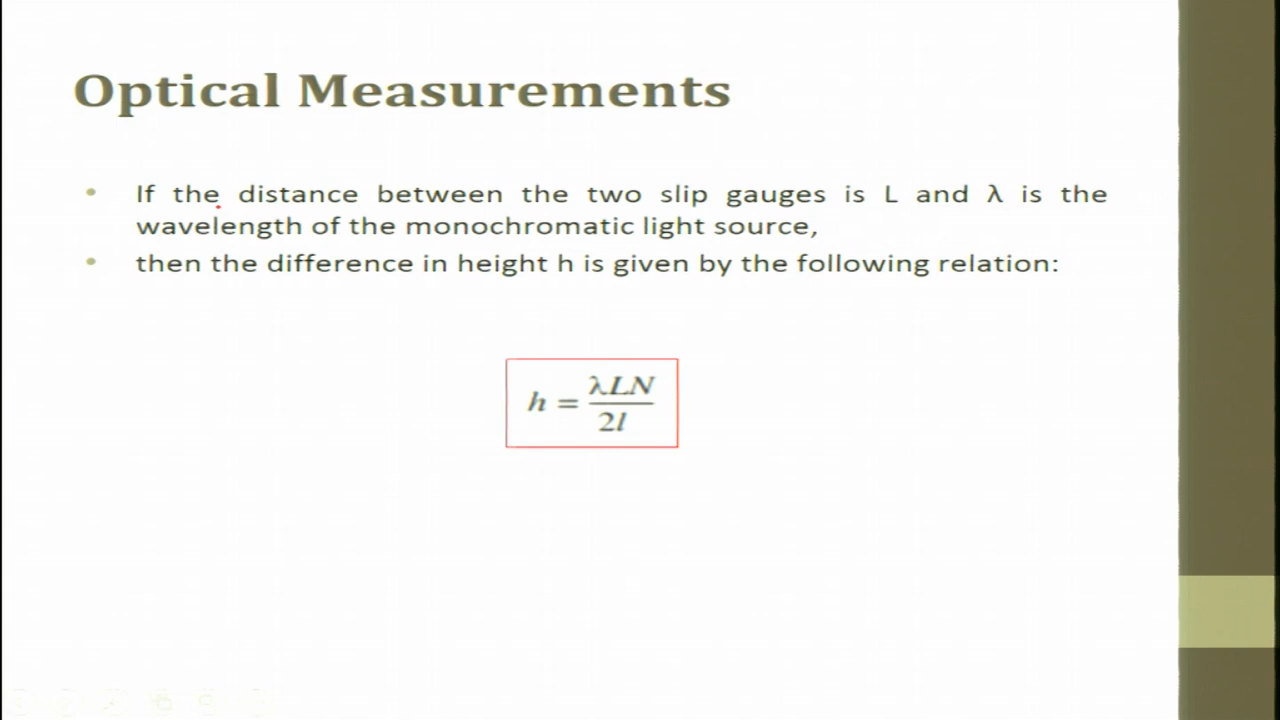 Optical Measurements
• If the distance between the two slip gauges is L and λ is the
wavelength of the monochromatic light source,
• then the difference in height h is given by the following relation:
h = λLN / 2l